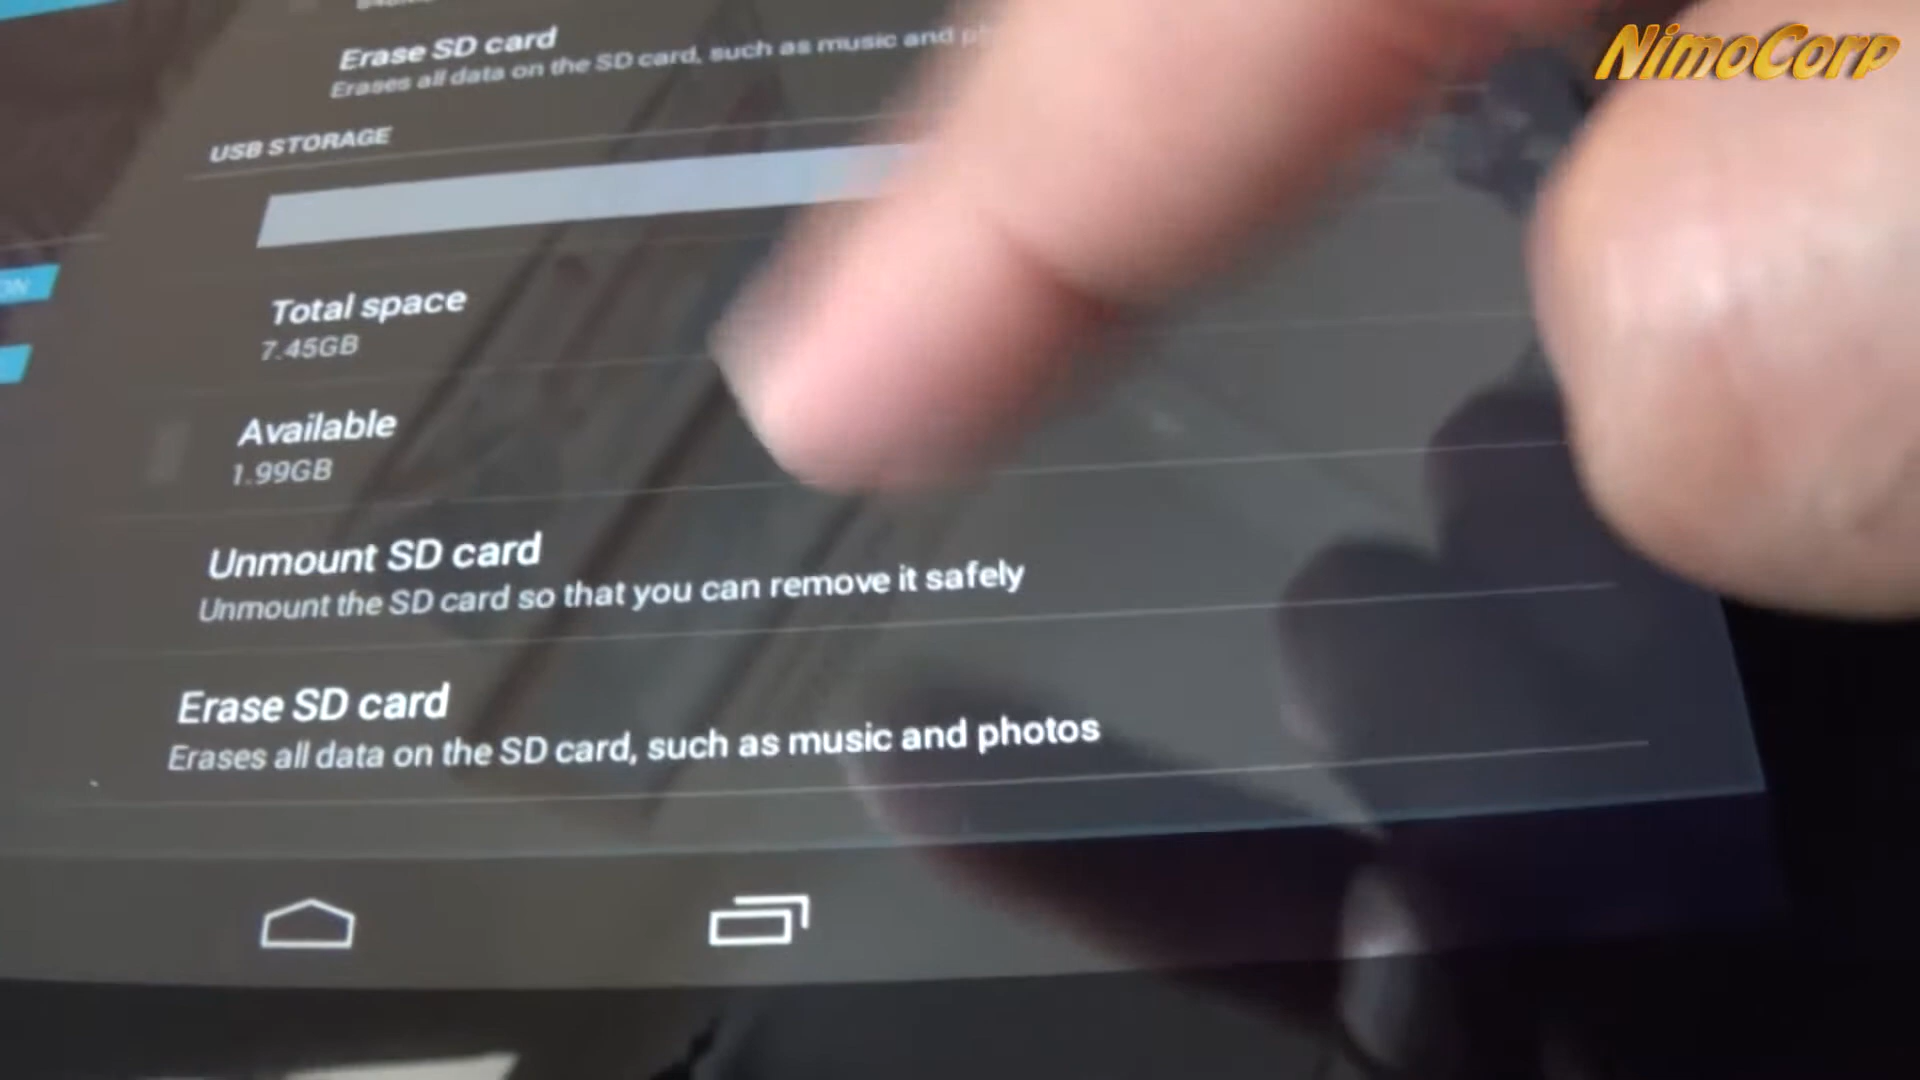 NimoCorp
Erase SD card
Erases all data on the SD card, such as music and
USB STORAGE
Total space
7.45GB
ON
Available
1.99GB
Unmount SD card
Unmount the SD card so that you can remove it safely
Erase SD card
Erases all data on the SD card, such as music and photos